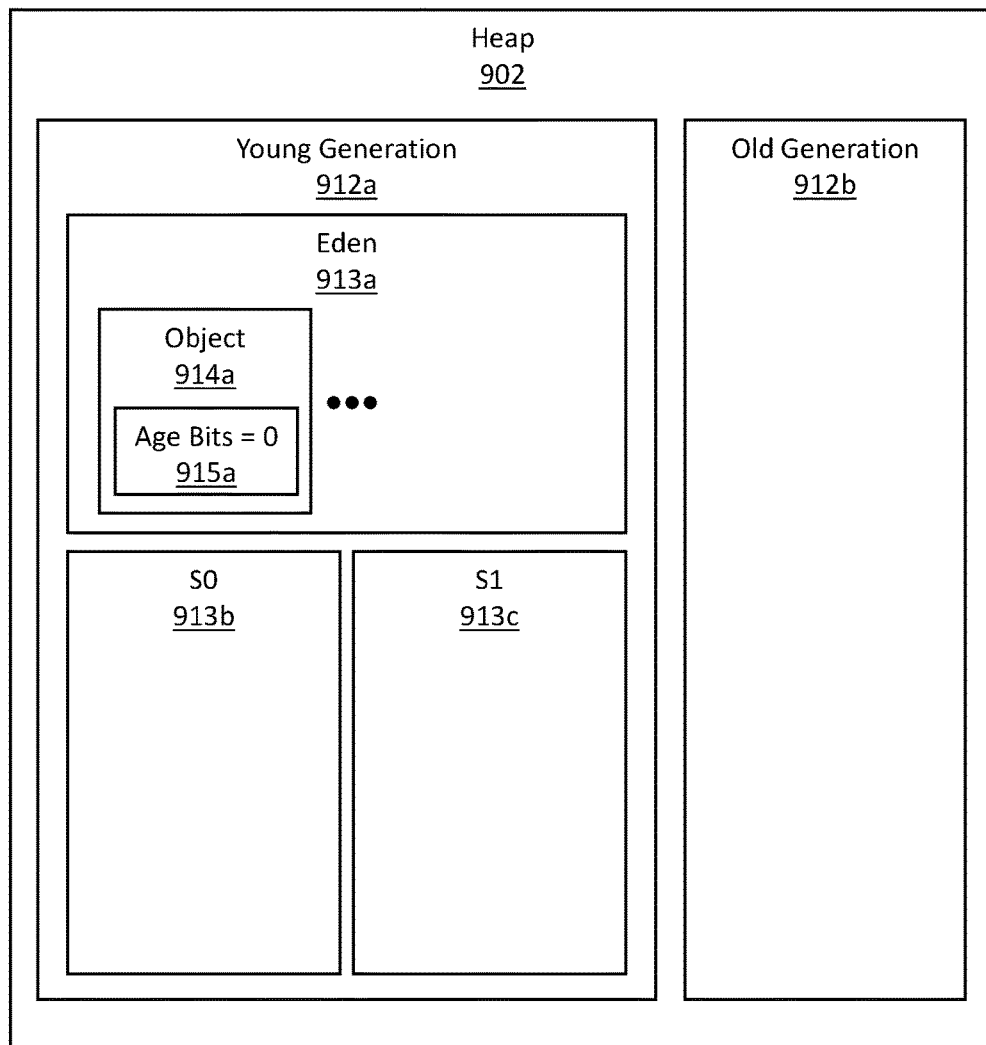 Heap
902
Young Generation
912a
Old Generation
912b
Eden
913a
Object
914a
Age Bits = 0
915a
S0
913b
S1
913c